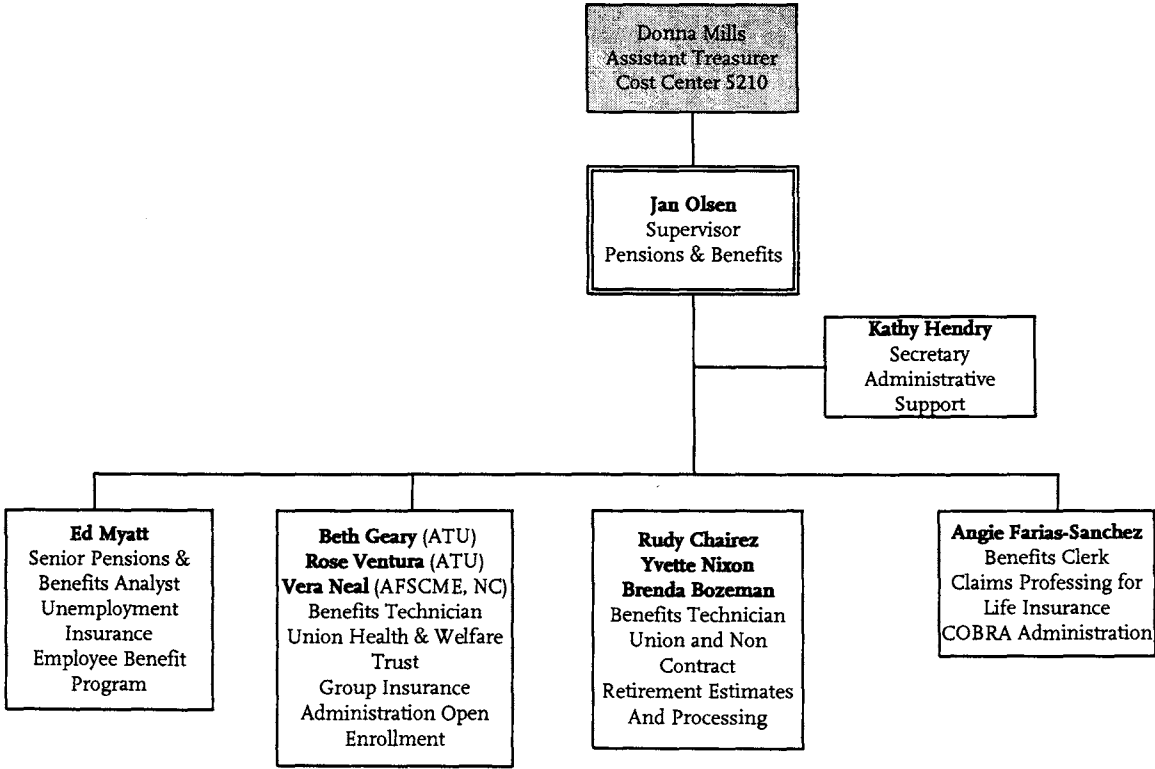 Donna Mills
Assistant Treasurer
Cost Center 5210
Jan Olsen
Supervisor
Pensions & Benefits
Kathy Hendry
Secretary
Administrative
Support
Ed Myatt
Senior Pensions &
Benefits Analyst
Unemployment
Insurance
Employee Benefit
Program
Beth Geary (ATU)
Rose Ventura (ATU)
Vera Neal (AFSCME, NC)
Benefits Technician
Union Health & Welfare
Trust
Group Insurance
Administration Open
Enrollment
Rudy Chairez
Yvette Nixon
Brenda Bozeman
Benefits Technician
Union and Non
Contract
Retirement Estimates
And Processing
Angie Farias-Sanchez
Benefits Clerk
Claims Professing for
Life Insurance
COBRA Administration